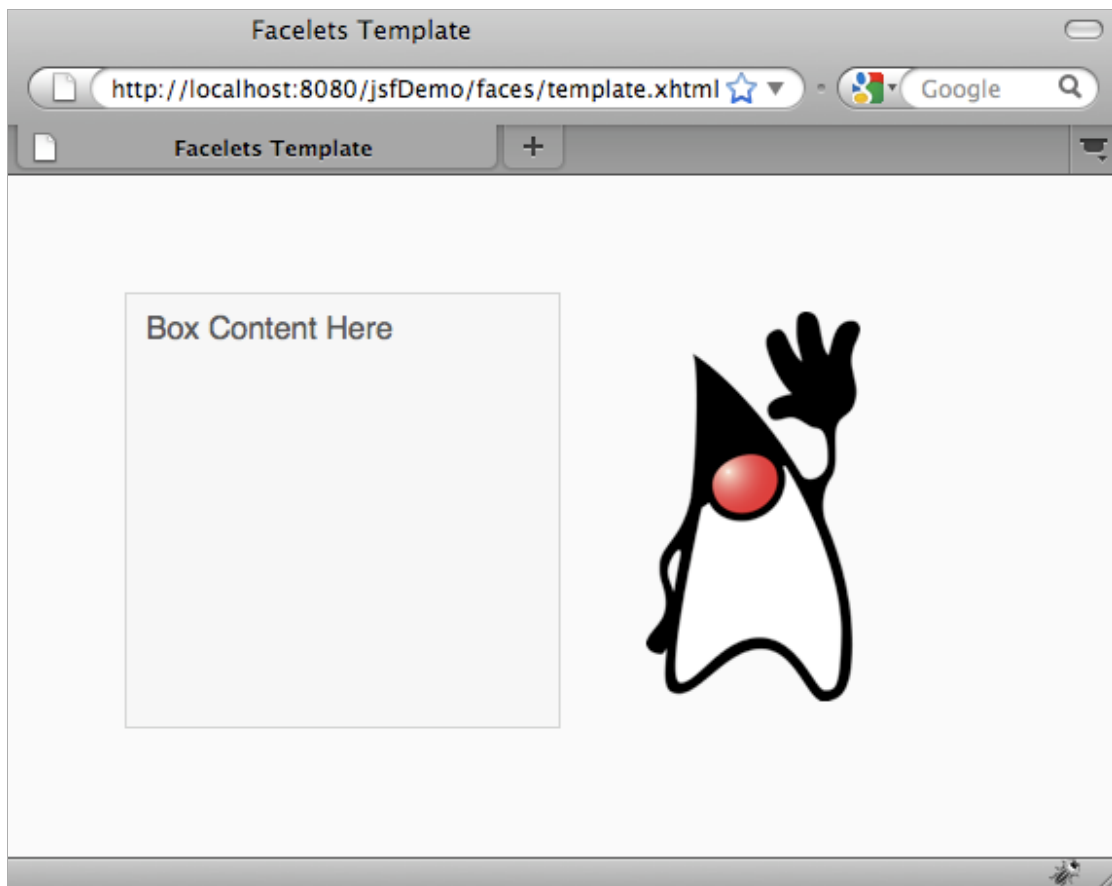 Facelets Template
http://localhost:8080/jsfDemo/faces/template.xhtml
Google
Facelets Template
Box Content Here